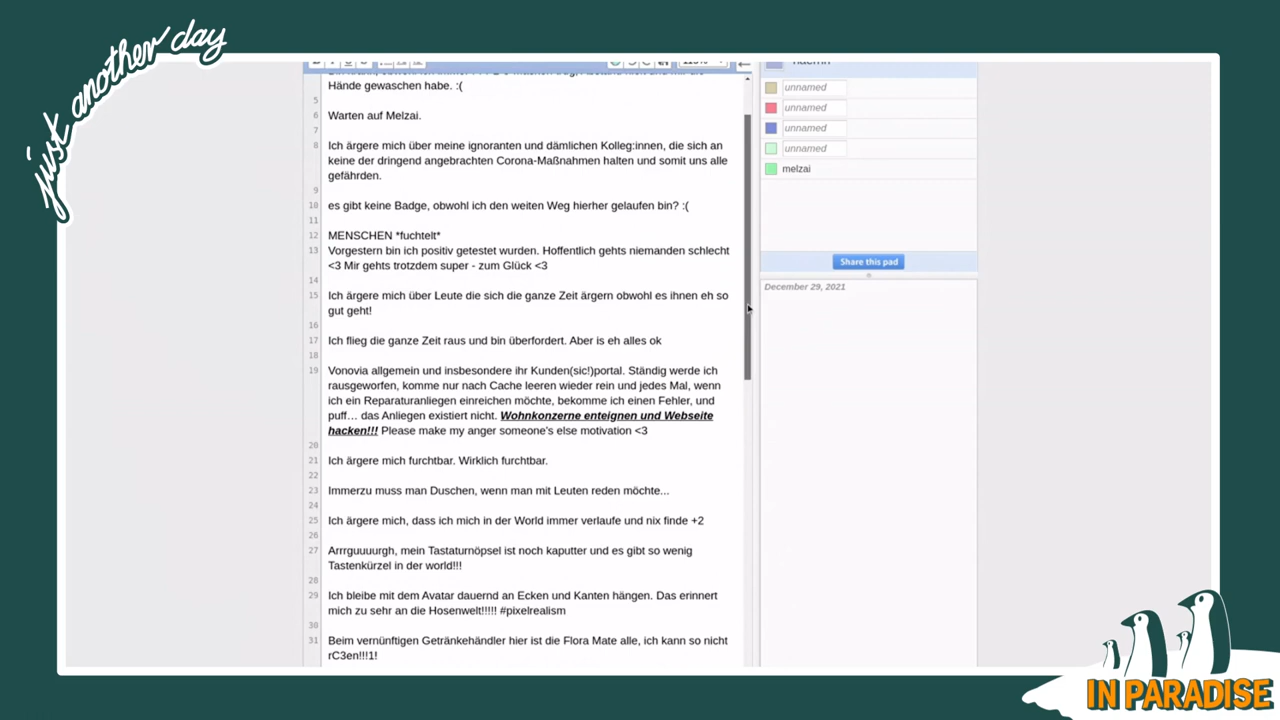 just another day
Hände gewaschen habe. :(
5
6 Warten auf Melzai.
7
8 Ich ärgere mich über meine ignoranten und dämlichen Kolleg:innen, die sich an
keine der dringend angebrachten Corona-Maßnahmen halten und somit uns alle
gefährden.
9
10 es gibt keine Badge, obwohl ich den weiten Weg hierher gelaufen bin? :(
11
12 MENSCHEN *fuchtelt*
13 Vorgestern bin ich positiv getestet wurden. Hoffentlich gehts niemanden schlecht
<3 Mir gehts trotzdem super - zum Glück <3
14
15 Ich ärgere mich über Leute die sich die ganze Zeit ärgern obwohl es ihnen eh so
gut geht!
16
17 Ich flieg die ganze Zeit raus und bin überfordert. Aber is eh alles ok
18
19 Vonovia allgemein und insbesondere ihr Kunden(sic!)portal. Ständig werde ich
rausgeworfen, komme nur nach Cache leeren wieder rein und jedes Mal, wenn
ich ein Reparaturanliegen einreichen möchte, bekomme ich einen Fehler, und
puff… das Anliegen existiert nicht. Wohnkonzerne enteignen und Webseite
hacken!!! Please make my anger someone's else motivation <3
20
21 Ich ärgere mich furchtbar. Wirklich furchtbar.
22
23 Immerzu muss man Duschen, wenn man mit Leuten reden möchte...
24
25 Ich ärgere mich, dass ich mich in der World immer verlaufe und nix finde +2
26
27 Arrrguuuurgh, mein Tastaturnöpsel ist noch kaputter und es gibt so wenig
Tastenkürzel in der world!!!
28
29 Ich bleibe mit dem Avatar dauernd an Ecken und Kanten hängen. Das erinnert
mich zu sehr an die Hosenwelt!!!!! #pixelrealism
30
31 Beim vernünftigen Getränkehändler hier ist die Flora Mate alle, ich kann so nicht
rC3en!!!1!
unnamed
unnamed
unnamed
unnamed
melzai
Share this pad
December 29, 2021
IN PARADISE